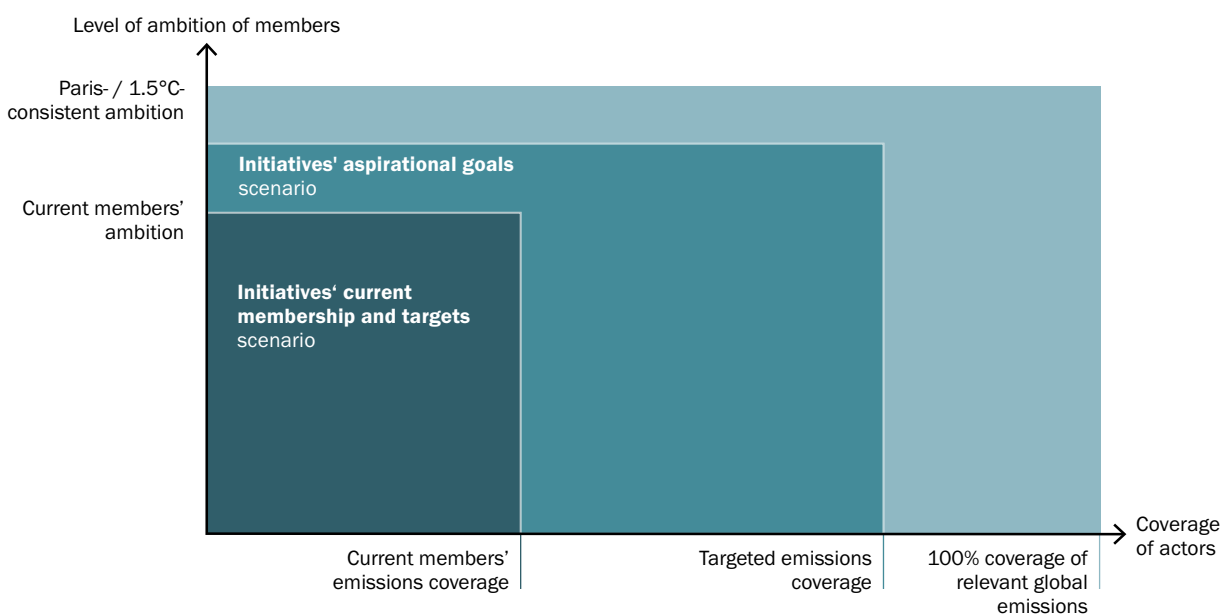 Level of ambition of members
Paris- / 1.5°C-
consistent ambition
Initiatives' aspirational goals
scenario
Current members’
ambition
Initiatives‘ current
membership and targets
scenario
Coverage
of actors
Current members’
emissions coverage
Targeted emissions
coverage
100% coverage of
relevant global
emissions